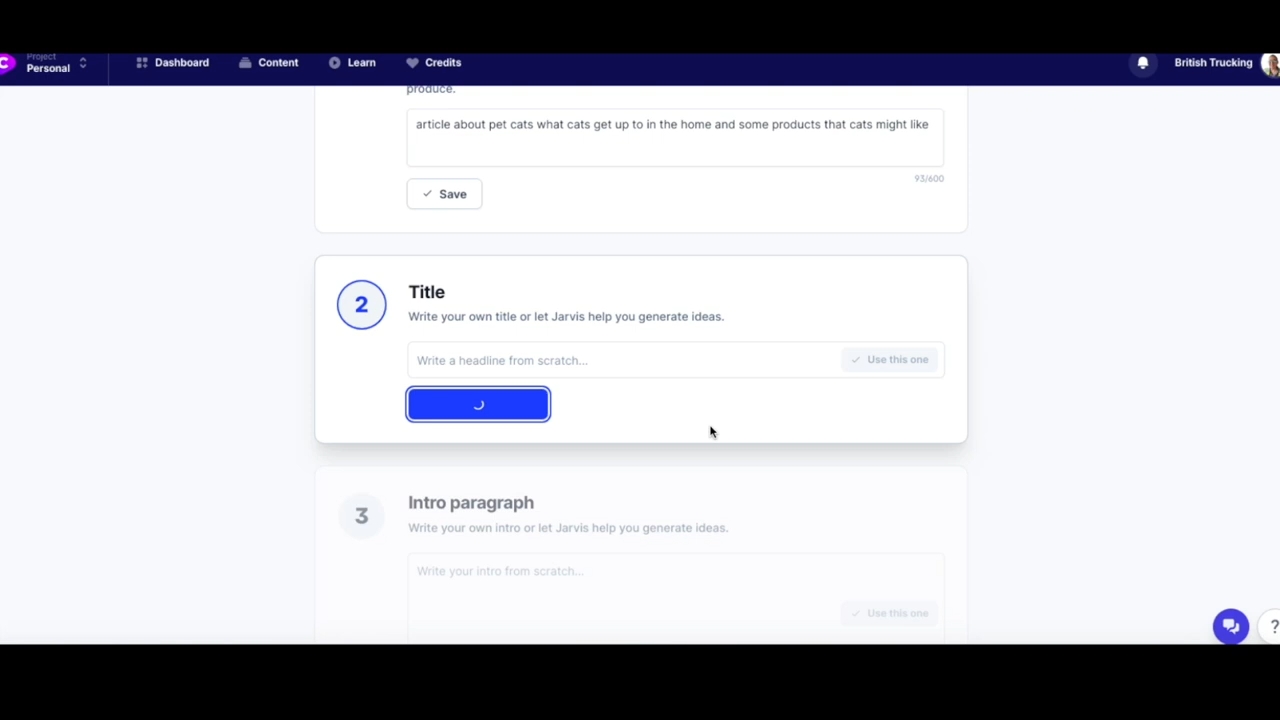 Project
Personal
Dashboard
Content
Learn
Credits
British Trucking
produce.
article about pet cats what cats get up to in the home and some products that cats might like
93/600
Save
2
Title
Write your own title or let Jarvis help you generate ideas.
Write a headline from scratch...
Use this one
3
Intro paragraph
Write your own intro or let Jarvis help you generate ideas.
Write your intro from scratch...
Use this one
?